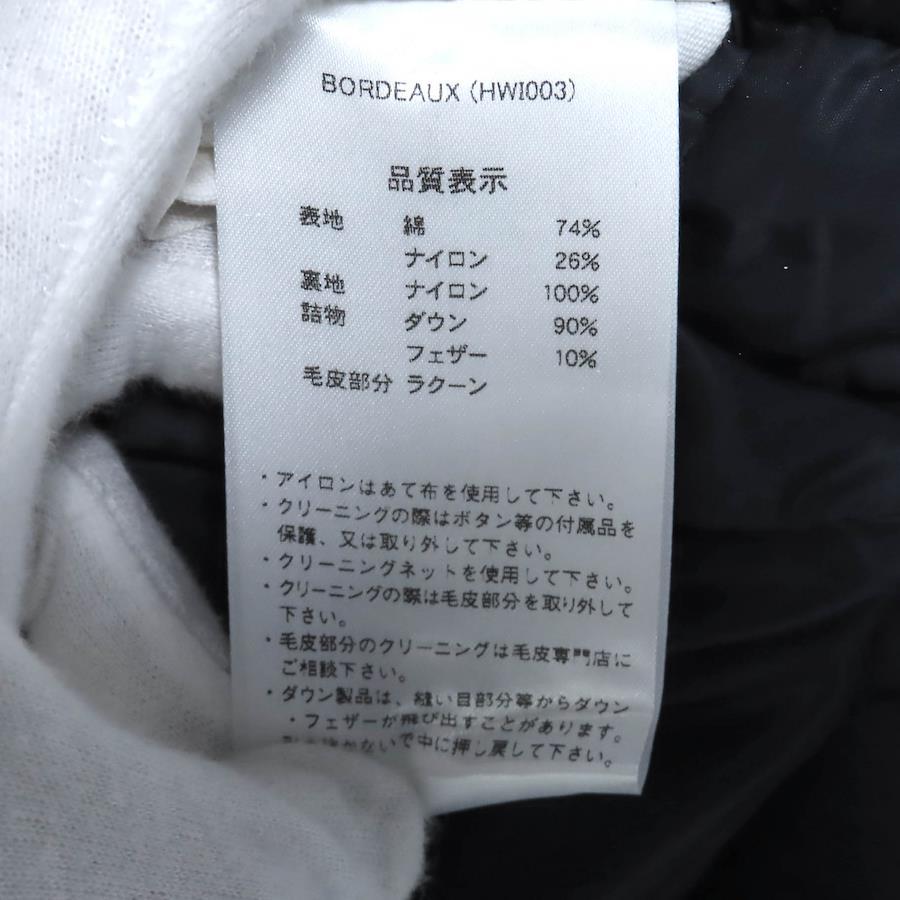 BORDEAUX (HWI003)
品質表示
表地 綿 74%
ナイロン 26%
裏地 ナイロン 100%
詰物 ダウン 90%
フェザー 10%
毛皮部分 ラクーン
・アイロンはあて布を使用して下さい。
・クリーニングの際はボタン等の付属品を
保護、又は取り外して下さい。
・クリーニングネットを使用して下さい。
・クリーニングの際は毛皮部分を取り外して
下さい。
・毛皮部分のクリーニングは毛皮専門店に
ご相談下さい。
・ダウン製品は、縫い目部分等からダウン
・フェザーが飛び出すことがあります。
ないで中に押し戻して下さい。